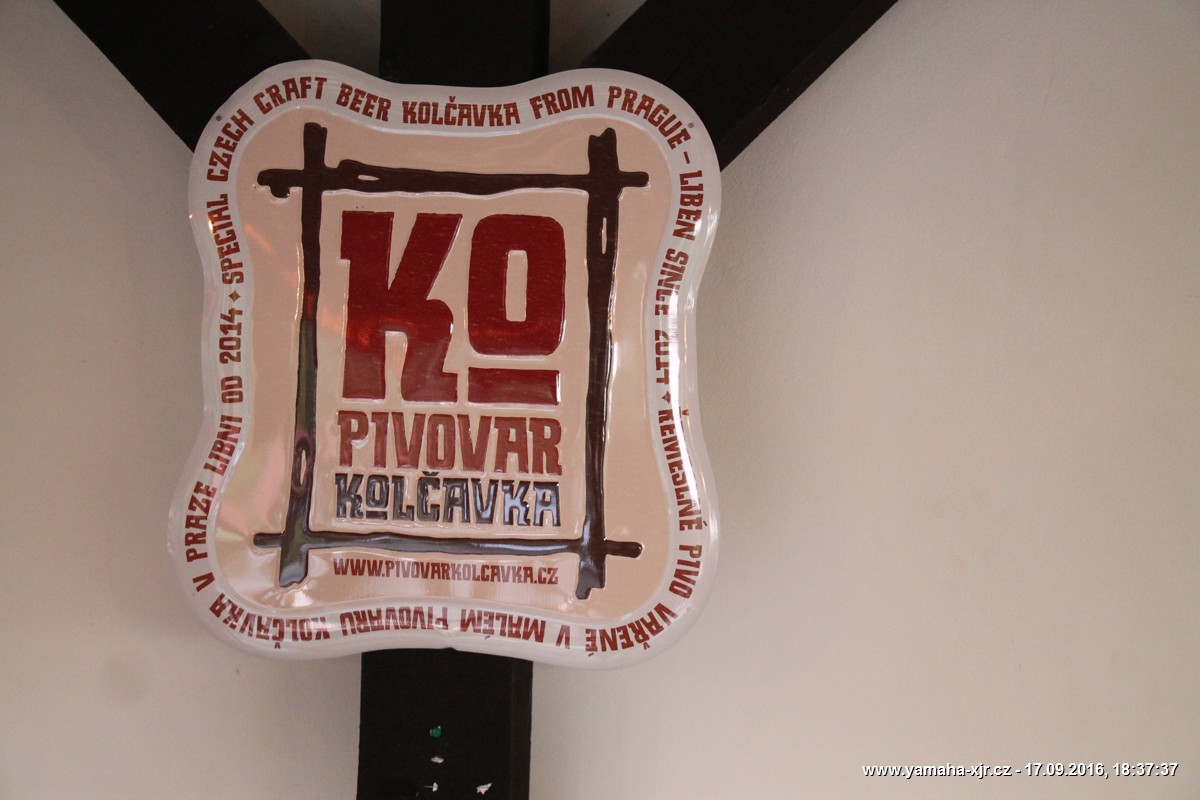 SPECIAL CZECH CRAFT BEER KOLČAVKA FROM PRAGUE – LIBEN SINCE 2014 ✦ ŘEMESLNÉ PIVO VAŘENÉ V MALÉM PIVOVARU KOLČAVKA V PRAZE LIBNI OD 2014 ✦
KO
PIVOVAR
KOLČAVKA
WWW.PIVOVARKOLCAVKA.CZ
www.yamaha-xjr.cz - 17.09.2016, 18:37:37